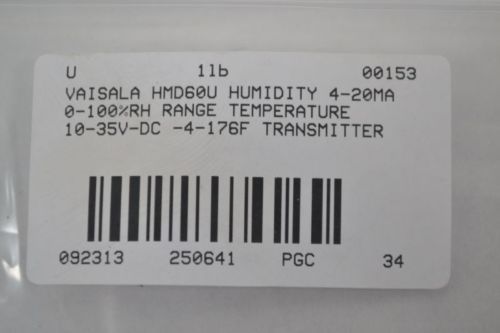 U 1lb 00153
VAISALA HMD60U HUMIDITY 4-20MA
0-100%RH RANGE TEMPERATURE
10-35V-DC -4-176F TRANSMITTER
092313 250641 PGC 34